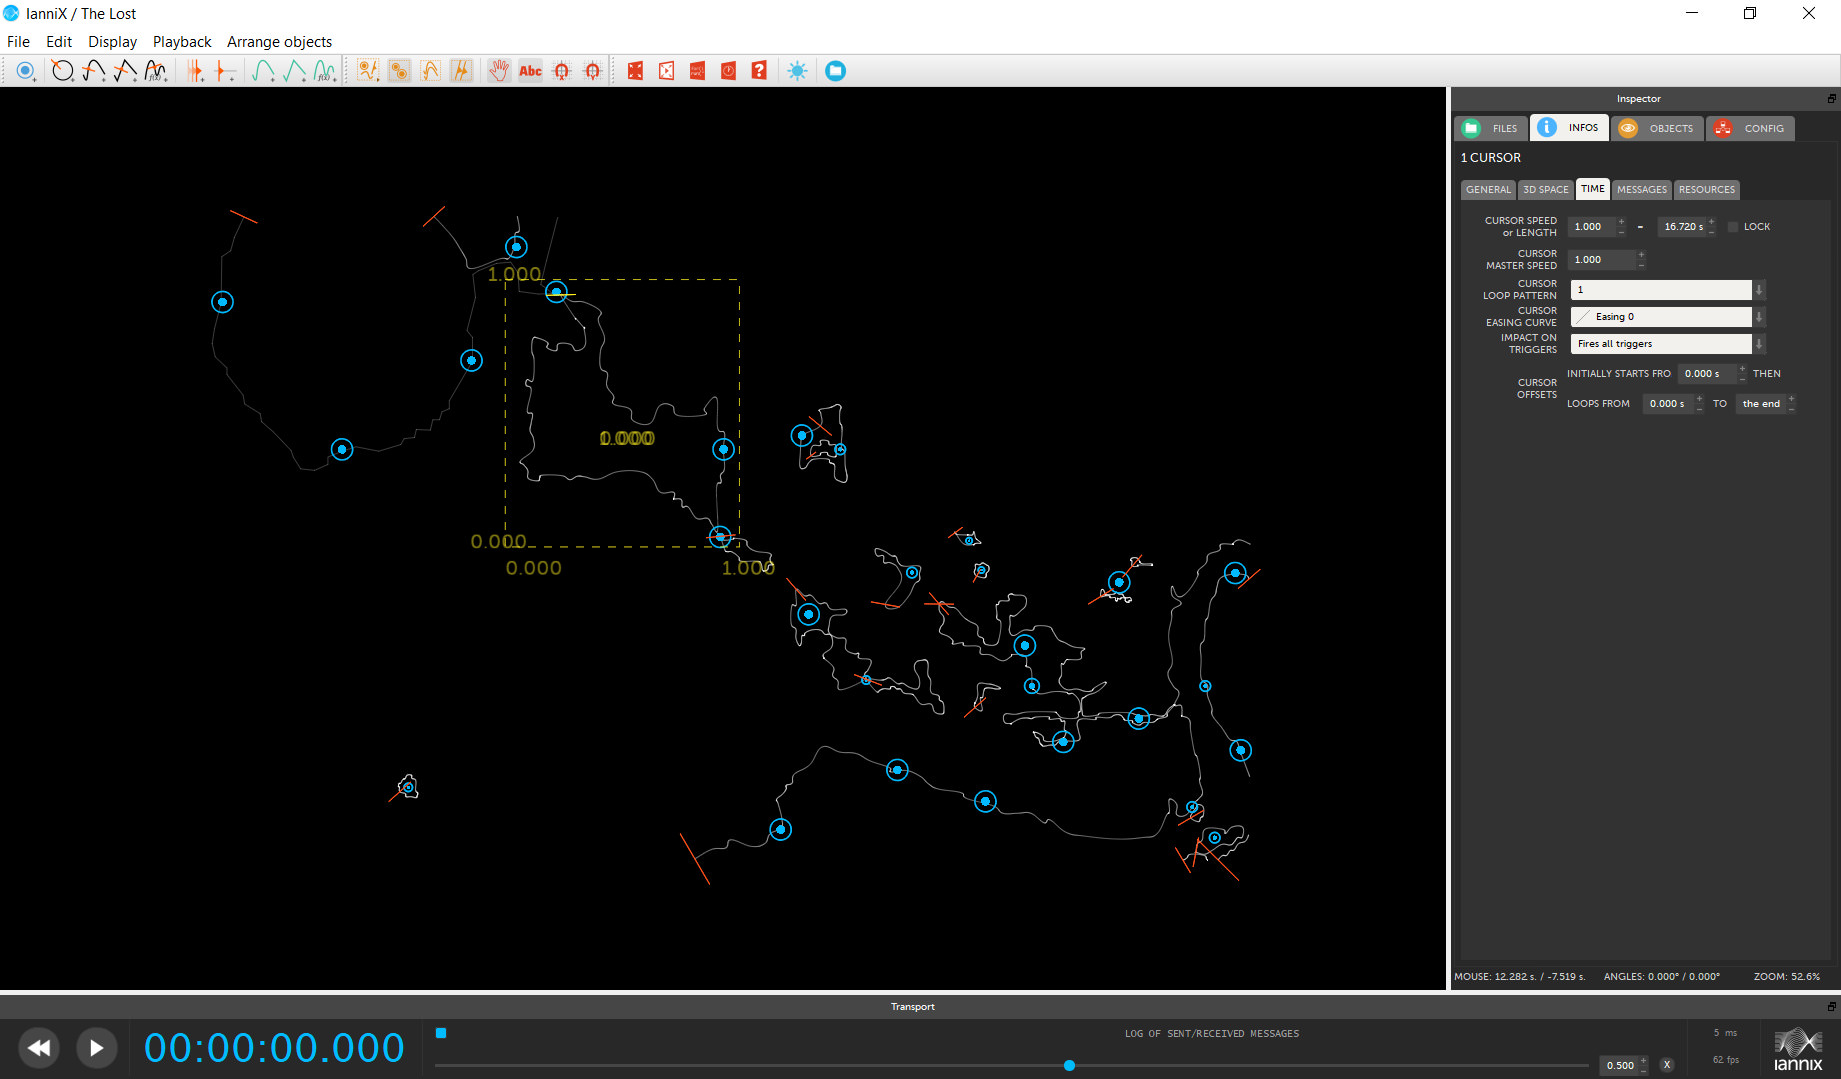 IanniX / The Lost
File Edit Display Playback Arrange objects
Abc
Inspector
FILES INFOS OBJECTS CONFIG
1 CURSOR
GENERAL 3D SPACE TIME MESSAGES RESOURCES
CURSOR SPEED or LENGTH 1.000 - 16.720 s LOCK
CURSOR MASTER SPEED 1.000
CURSOR LOOP PATTERN 1
CURSOR EASING CURVE Easing 0
IMPACT ON TRIGGERS Fires all triggers
CURSOR OFFSETS INITIALLY STARTS FRO 0.000 s THEN
LOOPS FROM 0.000 s TO the end
1.000
0.000
0.000 1.000
MOUSE: 12.282 s. / -7.519 s. ANGLES: 0.000° / 0.000° ZOOM: 52.6%
Transport
00:00:00.000
LOG OF SENT/RECEIVED MESSAGES
0.500 X
5 ms
62 fps
iannix